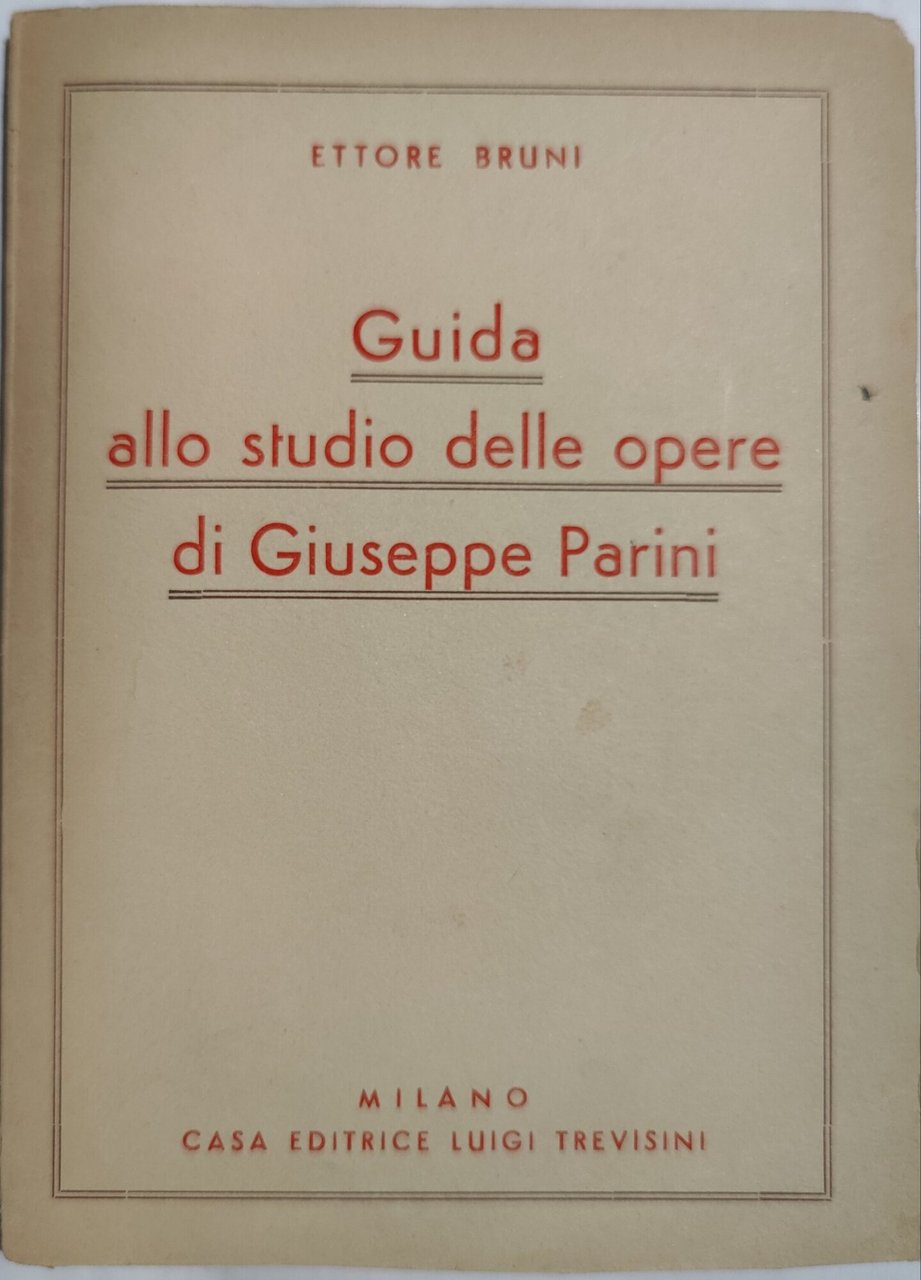 ETTORE BRUNI
Guida
allo studio delle opere
di Giuseppe Parini
MILANO
CASA EDITRICE LUIGI TREVISINI